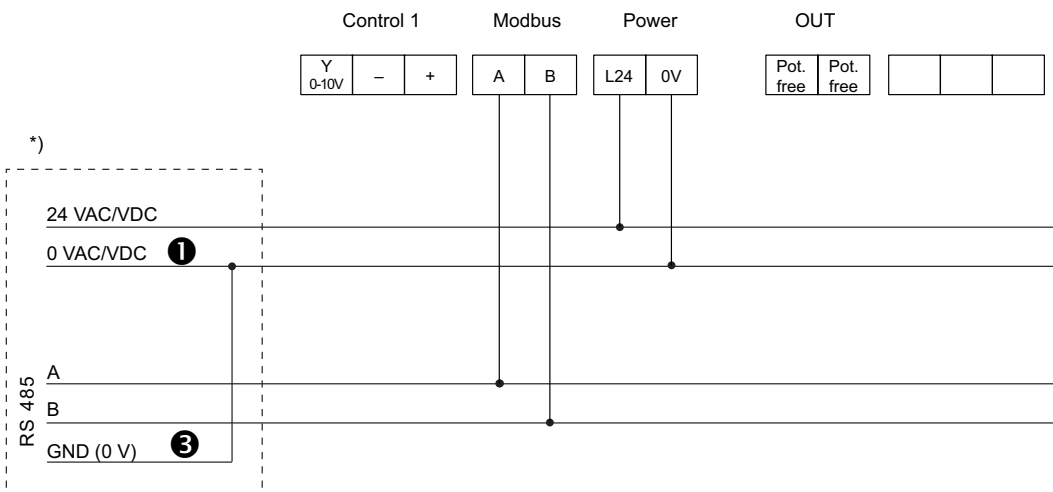 Control 1 Modbus Power OUT
Y
0-10V
–
+
A
B
L24
0V
Pot.
free
Pot.
free
*)
24 VAC/VDC
0 VAC/VDC ❶
RS 485
A
B
GND (0 V) ❸